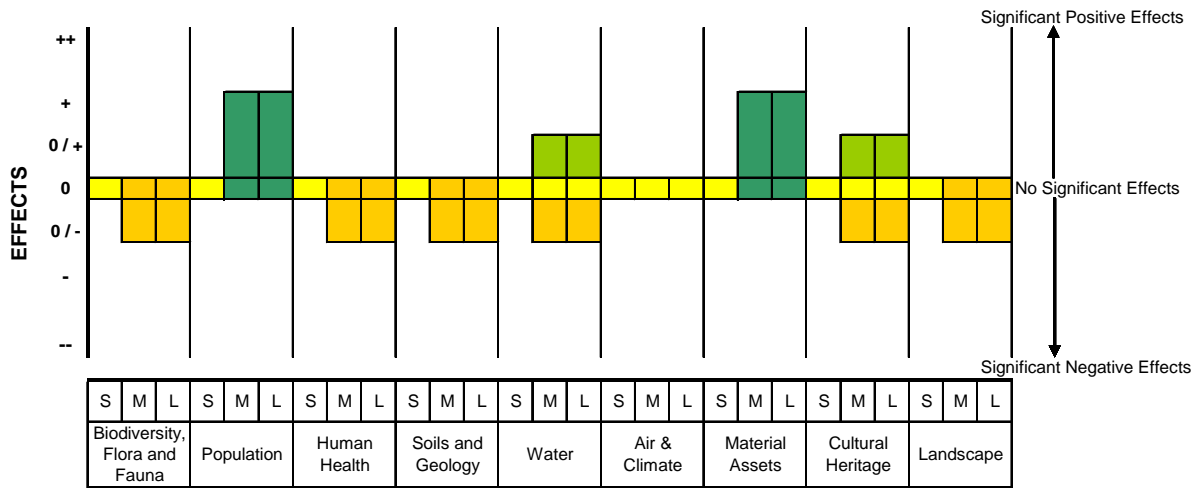 Significant Positive Effects
++
+
0 / +
0
0 / -
-
--
EFFECTS
No Significant Effects
Significant Negative Effects
S M L S M L S M L S M L S M L S M L S M L S M L S M L
Biodiversity,
Flora and
Fauna
Population
Human
Health
Soils and
Geology
Water
Air &
Climate
Material
Assets
Cultural
Heritage
Landscape